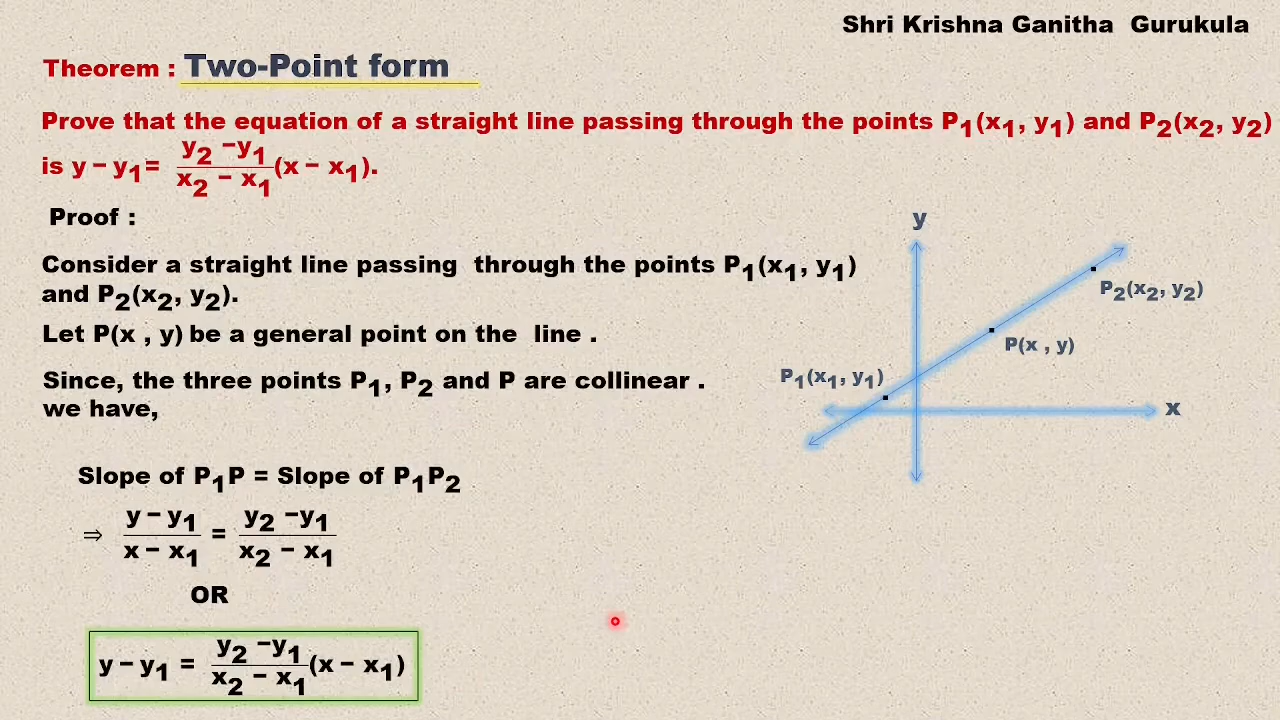 Shri Krishna Ganitha Gurukula
Theorem : Two-Point form
Prove that the equation of a straight line passing through the points P₁(x₁, y₁) and P₂(x₂, y₂)
is y − y₁= (y₂ −y₁)/(x₂ − x₁) (x − x₁).
Proof :
Consider a straight line passing through the points P₁(x₁, y₁)
and P₂(x₂, y₂).
Let P(x , y) be a general point on the line .
Since, the three points P₁, P₂ and P are collinear .
we have,
Slope of P₁P = Slope of P₁P₂
⇒ (y − y₁)/(x − x₁) = (y₂ −y₁)/(x₂ − x₁)
OR
y − y₁ = (y₂ −y₁)/(x₂ − x₁) (x − x₁)
y
P₂(x₂, y₂)
P(x , y)
P₁(x₁, y₁)
x